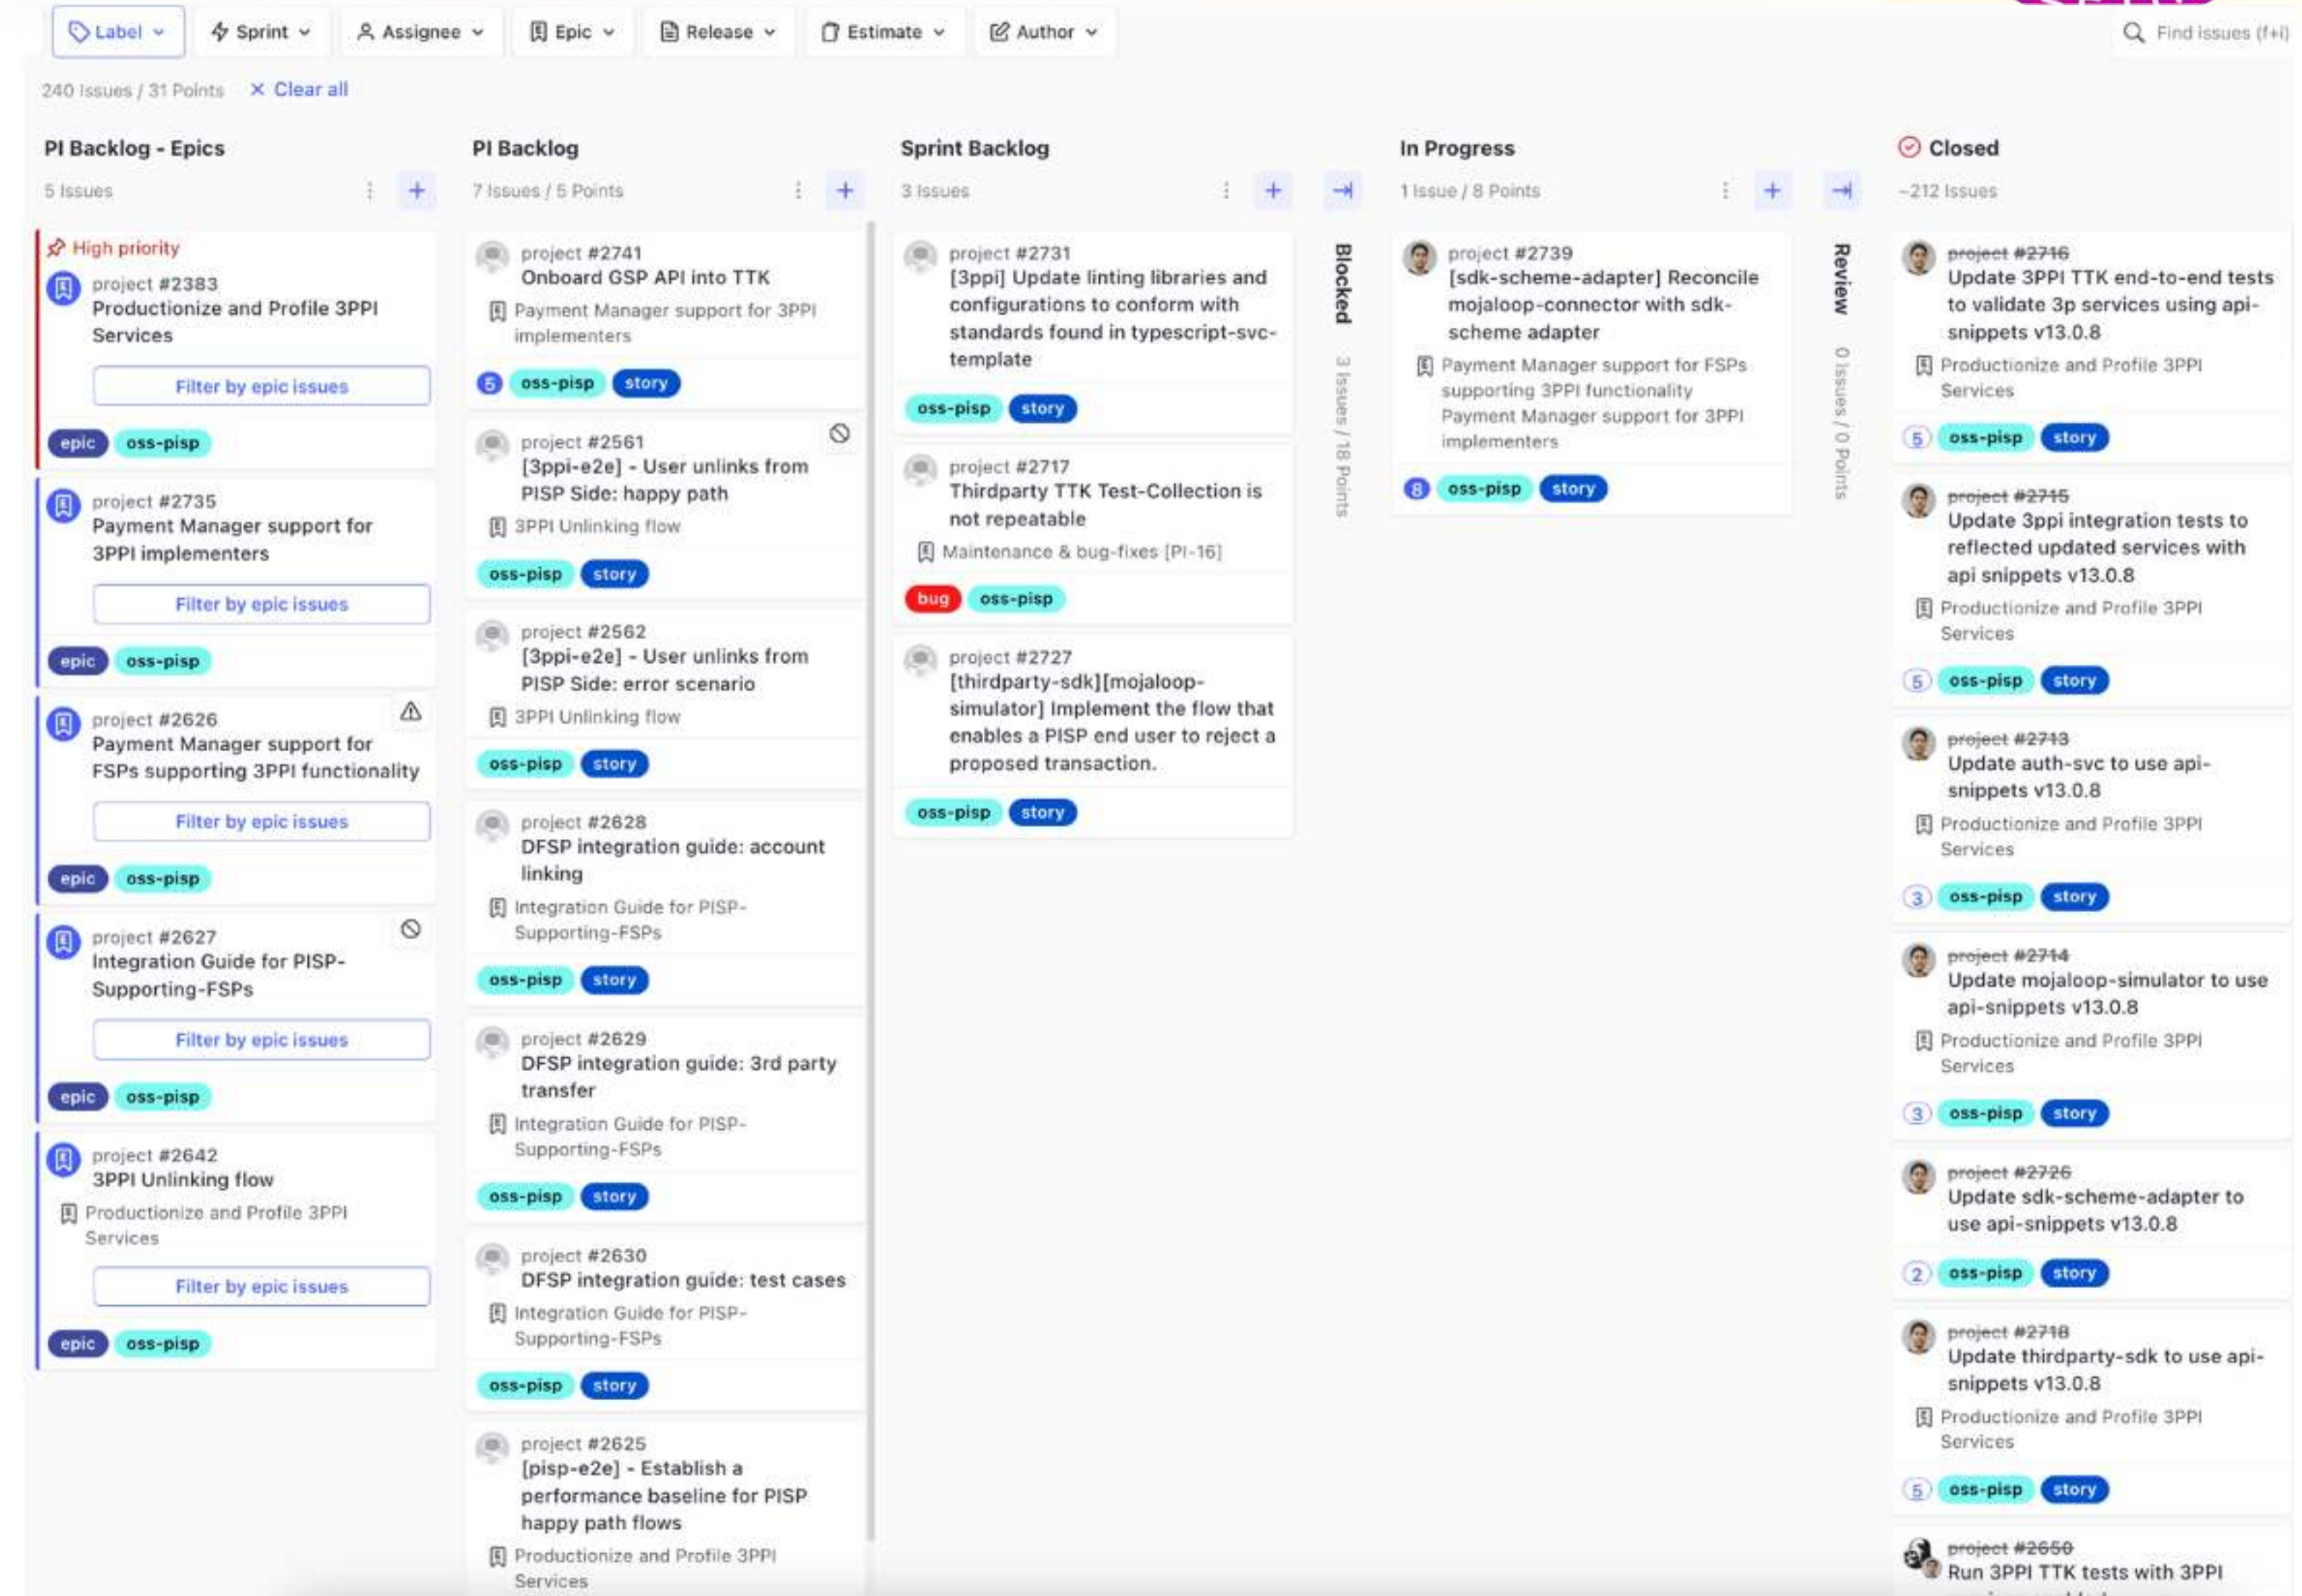 Label
Sprint
Assignee
Epic
Release
Estimate
Author
Find issues (f+i)
240 Issues / 31 Points
Clear all
PI Backlog - Epics
5 Issues
High priority
project #2383
Productionize and Profile 3PPI
Services
Filter by epic issues
epic oss-pisp
project #2735
Payment Manager support for
3PPI implementers
Filter by epic issues
epic oss-pisp
project #2626
Payment Manager support for
FSPs supporting 3PPI functionality
Filter by epic issues
epic oss-pisp
project #2627
Integration Guide for PISP-
Supporting-FSPs
Filter by epic issues
epic oss-pisp
project #2642
3PPI Unlinking flow
Productionize and Profile 3PPI
Services
Filter by epic issues
epic oss-pisp
PI Backlog
7 Issues / 5 Points
project #2741
Onboard GSP API into TTK
Payment Manager support for 3PPI
implementers
5 oss-pisp story
project #2561
[3ppi-e2e] - User unlinks from
PISP Side: happy path
3PPI Unlinking flow
oss-pisp story
project #2562
[3ppi-e2e] - User unlinks from
PISP Side: error scenario
3PPI Unlinking flow
oss-pisp story
project #2628
DFSP integration guide: account
linking
Integration Guide for PISP-
Supporting-FSPs
oss-pisp story
project #2629
DFSP integration guide: 3rd party
transfer
Integration Guide for PISP-
Supporting-FSPs
oss-pisp story
project #2630
DFSP integration guide: test cases
Integration Guide for PISP-
Supporting-FSPs
oss-pisp story
project #2625
[pisp-e2e] - Establish a
performance baseline for PISP
happy path flows
Productionize and Profile 3PPI
Services
Sprint Backlog
3 Issues
project #2731
[3ppi] Update linting libraries and
configurations to conform with
standards found in typescript-svc-
template
oss-pisp story
project #2717
Thirdparty TTK Test-Collection is
not repeatable
Maintenance & bug-fixes [PI-16]
bug oss-pisp
project #2727
[thirdparty-sdk][mojaloop-
simulator] Implement the flow that
enables a PISP end user to reject a
proposed transaction.
oss-pisp story
Blocked 3 Issues / 18 Points
In Progress
1 Issue / 8 Points
project #2739
[sdk-scheme-adapter] Reconcile
mojaloop-connector with sdk-
scheme adapter
Payment Manager support for FSPs
supporting 3PPI functionality
Payment Manager support for 3PPI
implementers
8 oss-pisp story
Review 0 Issues / 0 Points
Closed
~212 Issues
project #2716
Update 3PPI TTK end-to-end tests
to validate 3p services using api-
snippets v13.0.8
Productionize and Profile 3PPI
Services
5 oss-pisp story
project #2715
Update 3ppi integration tests to
reflected updated services with
api snippets v13.0.8
Productionize and Profile 3PPI
Services
5 oss-pisp story
project #2713
Update auth-svc to use api-
snippets v13.0.8
Productionize and Profile 3PPI
Services
3 oss-pisp story
project #2714
Update mojaloop-simulator to use
api-snippets v13.0.8
Productionize and Profile 3PPI
Services
3 oss-pisp story
project #2726
Update sdk-scheme-adapter to
use api-snippets v13.0.8
2 oss-pisp story
project #2718
Update thirdparty-sdk to use api-
snippets v13.0.8
Productionize and Profile 3PPI
Services
5 oss-pisp story
project #2650
Run 3PPI TTK tests with 3PPI